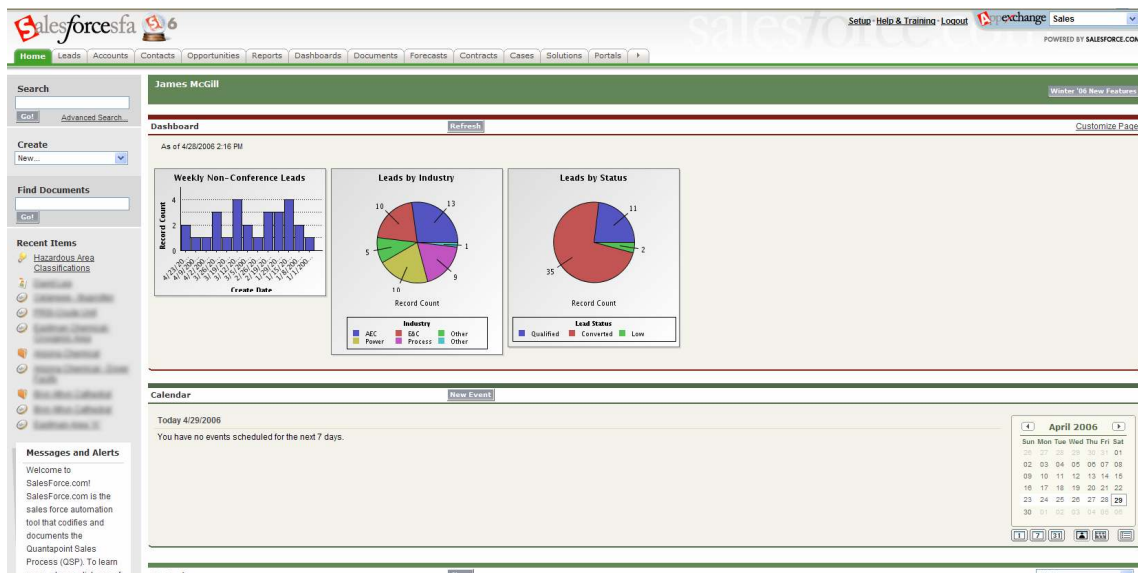 Salesforcesfa 6
Setup · Help & Training · Logout
Appexchange Sales
POWERED BY SALESFORCE.COM
Home Leads Accounts Contacts Opportunities Reports Dashboards Documents Forecasts Contracts Cases Solutions Portals
Search
Go! Advanced Search...
Create
New...
Find Documents
Go!
Recent Items
Hazardous Area
Classifications
Messages and Alerts
Welcome to
SalesForce.com!
SalesForce.com is the
sales force automation
tool that codifies and
documents the
Quantapoint Sales
Process (QSP). To learn
James McGill
Winter '06 New Features
Dashboard Refresh Customize Page
As of 4/28/2006 2:16 PM
Weekly Non-Conference Leads
Record Count
4
2
0
Create Date
Leads by Industry
10 13
5 1
10 9
Record Count
Industry
AEC E&C Other
Power Process Other
Leads by Status
11
2
35
Record Count
Lead Status
Qualified Converted Low
Calendar New Event
Today 4/29/2006
You have no events scheduled for the next 7 days.
April 2006
Sun Mon Tue Wed Thu Fri Sat
26 27 28 29 30 31 01
02 03 04 05 06 07 08
09 10 11 12 13 14 15
16 17 18 19 20 21 22
23 24 25 26 27 28 29
30 01 02 03 04 05 06
1 7 31